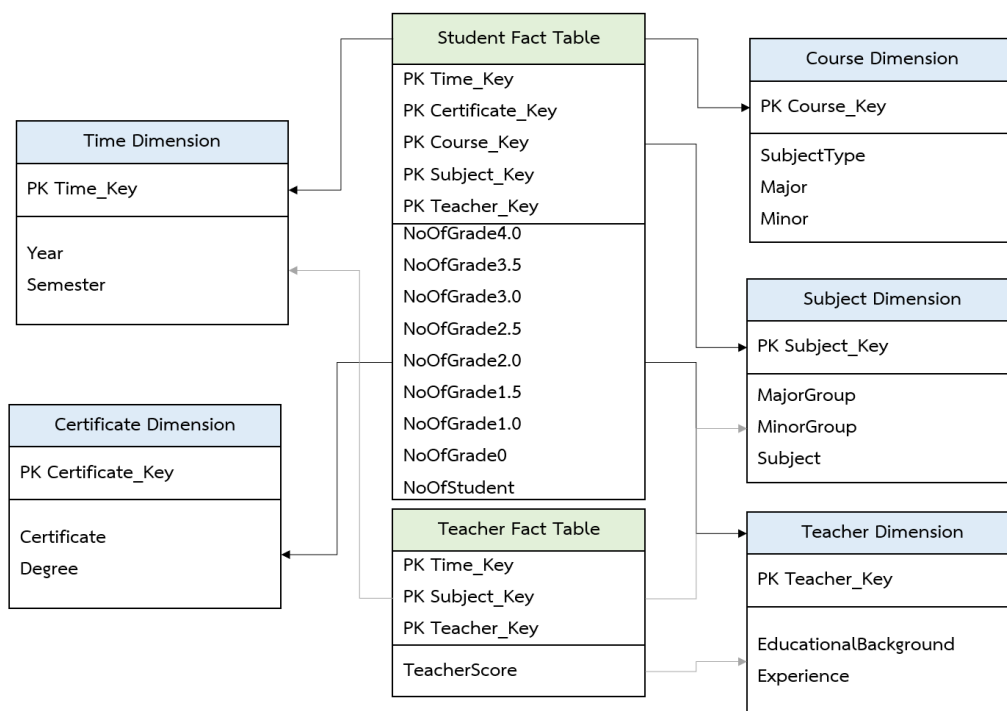 Student Fact Table
PK Time_Key
PK Certificate_Key
PK Course_Key
PK Subject_Key
PK Teacher_Key
NoOfGrade4.0
NoOfGrade3.5
NoOfGrade3.0
NoOfGrade2.5
NoOfGrade2.0
NoOfGrade1.5
NoOfGrade1.0
NoOfGrade0
NoOfStudent
Time Dimension
PK Time_Key
Year
Semester
Certificate Dimension
PK Certificate_Key
Certificate
Degree
Teacher Fact Table
PK Time_Key
PK Subject_Key
PK Teacher_Key
TeacherScore
Course Dimension
PK Course_Key
SubjectType
Major
Minor
Subject Dimension
PK Subject_Key
MajorGroup
MinorGroup
Subject
Teacher Dimension
PK Teacher_Key
EducationalBackground
Experience